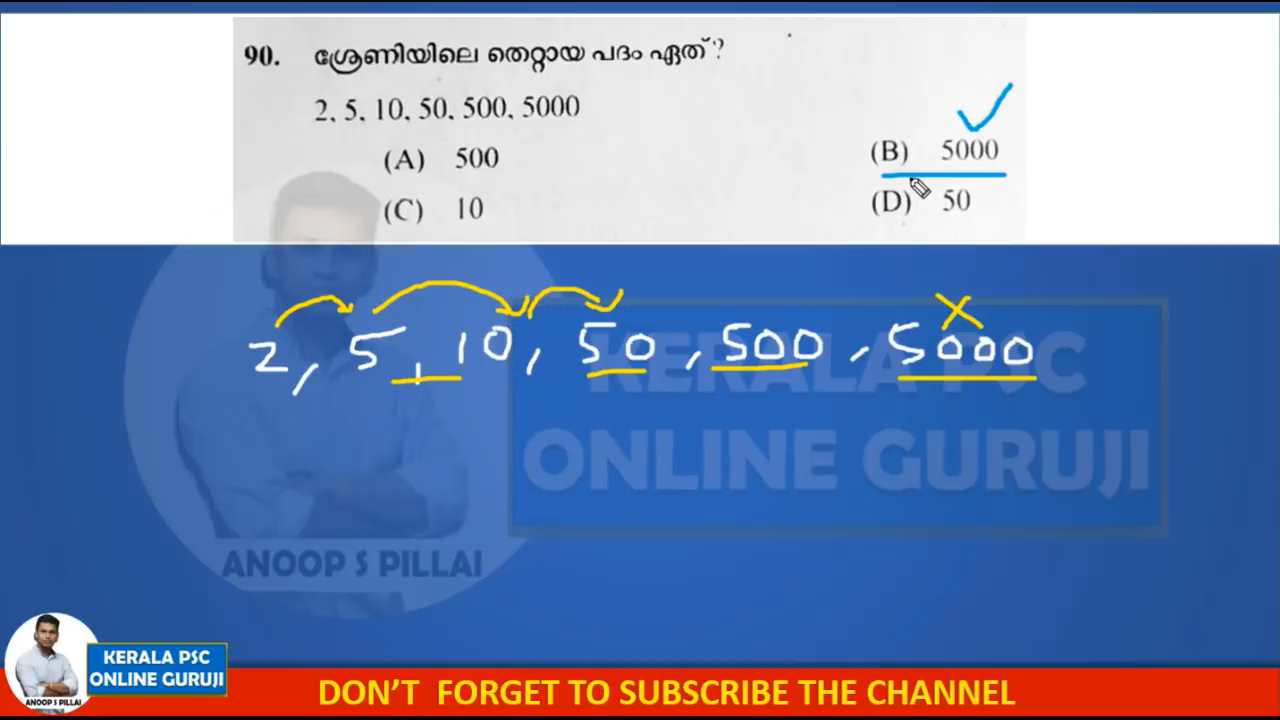 90. ശ്രേണിയിലെ തെറ്റായ പദം ഏത് ?
2, 5, 10, 50, 500, 5000
(A) 500
(B) 5000
(C) 10
(D) 50
2, 5, 10, 50, 500, 5000
KERALA PSC
ONLINE GURUJI
ANOOP S PILLAI
ANOOP S PILLAI
KERALA PSC
ONLINE GURUJI
DON'T FORGET TO SUBSCRIBE THE CHANNEL